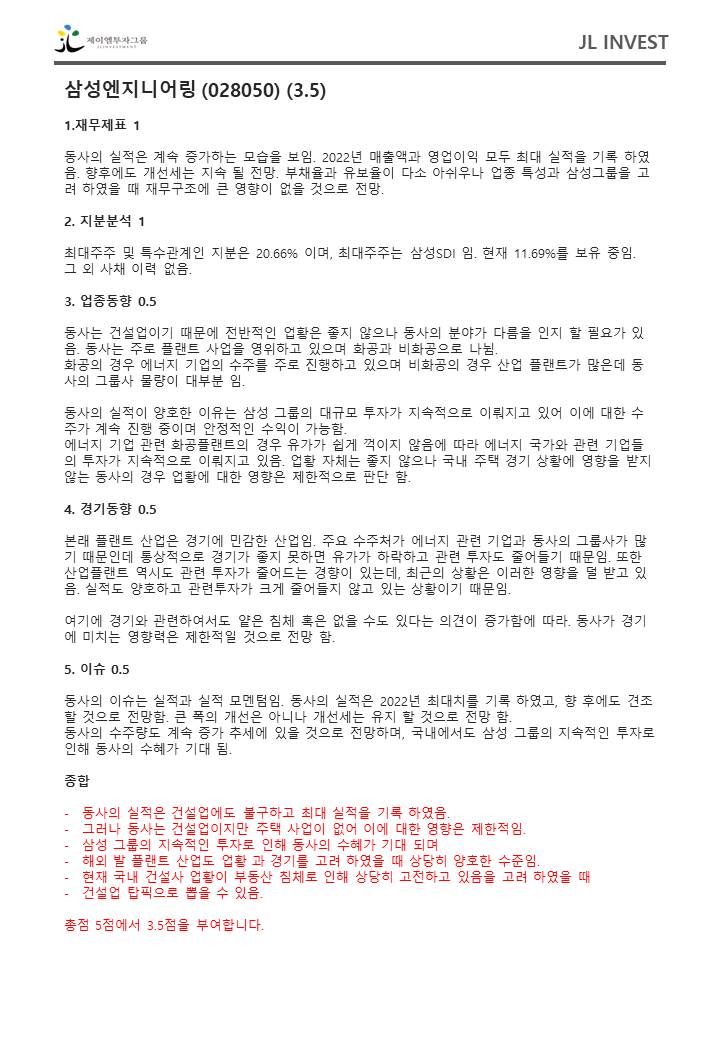 제이엘투자그룹
JLINVESTMENT
JL INVEST
삼성엔지니어링 (028050) (3.5)
1.재무제표 1
동사의 실적은 계속 증가하는 모습을 보임. 2022년 매출액과 영업이익 모두 최대 실적을 기록 하였
음. 향후에도 개선세는 지속 될 전망. 부채율과 유보율이 다소 아쉬우나 업종 특성과 삼성그룹을 고
려 하였을 때 재무구조에 큰 영향이 없을 것으로 전망.
2. 지분분석 1
최대주주 및 특수관계인 지분은 20.66% 이며, 최대주주는 삼성SDI 임. 현재 11.69%를 보유 중임.
그 외 사채 이력 없음.
3. 업종동향 0.5
동사는 건설업이기 때문에 전반적인 업황은 좋지 않으나 동사의 분야가 다름을 인지 할 필요가 있
음. 동사는 주로 플랜트 사업을 영위하고 있으며 화공과 비화공으로 나뉨.
화공의 경우 에너지 기업의 수주를 주로 진행하고 있으며 비화공의 경우 산업 플랜트가 많은데 동
사의 그룹사 물량이 대부분 임.
동사의 실적이 양호한 이유는 삼성 그룹의 대규모 투자가 지속적으로 이뤄지고 있어 이에 대한 수
주가 계속 진행 중이며 안정적인 수익이 가능함.
에너지 기업 관련 화공플랜트의 경우 유가가 쉽게 꺽이지 않음에 따라 에너지 국가와 관련 기업들
의 투자가 지속적으로 이뤄지고 있음. 업황 자체는 좋지 않으나 국내 주택 경기 상황에 영향을 받지
않는 동사의 경우 업황에 대한 영향은 제한적으로 판단 함.
4. 경기동향 0.5
본래 플랜트 산업은 경기에 민감한 산업임. 주요 수주처가 에너지 관련 기업과 동사의 그룹사가 많
기 때문인데 통상적으로 경기가 좋지 못하면 유가가 하락하고 관련 투자도 줄어들기 때문임. 또한
산업플랜트 역시도 관련 투자가 줄어드는 경향이 있는데, 최근의 상황은 이러한 영향을 덜 받고 있
음. 실적도 양호하고 관련투자가 크게 줄어들지 않고 있는 상황이기 때문임.
여기에 경기와 관련하여서도 얕은 침체 혹은 없을 수도 있다는 의견이 증가함에 따라. 동사가 경기
에 미치는 영향력은 제한적일 것으로 전망 함.
5. 이슈 0.5
동사의 이슈는 실적과 실적 모멘텀임. 동사의 실적은 2022년 최대치를 기록 하였고, 향 후에도 견조
할 것으로 전망함. 큰 폭의 개선은 아니나 개선세는 유지 할 것으로 전망 함.
동사의 수주량도 계속 증가 추세에 있을 것으로 전망하며, 국내에서도 삼성 그룹의 지속적인 투자로
인해 동사의 수혜가 기대 됨.
종합
- 동사의 실적은 건설업에도 불구하고 최대 실적을 기록 하였음.
- 그러나 동사는 건설업이지만 주택 사업이 없어 이에 대한 영향은 제한적임.
- 삼성 그룹의 지속적인 투자로 인해 동사의 수혜가 기대 되며
- 해외 발 플랜트 산업도 업황 과 경기를 고려 하였을 때 상당히 양호한 수준임.
- 현재 국내 건설사 업황이 부동산 침체로 인해 상당히 고전하고 있음을 고려 하였을 때
- 건설업 탑픽으로 뽑을 수 있음.
총점 5점에서 3.5점을 부여합니다.